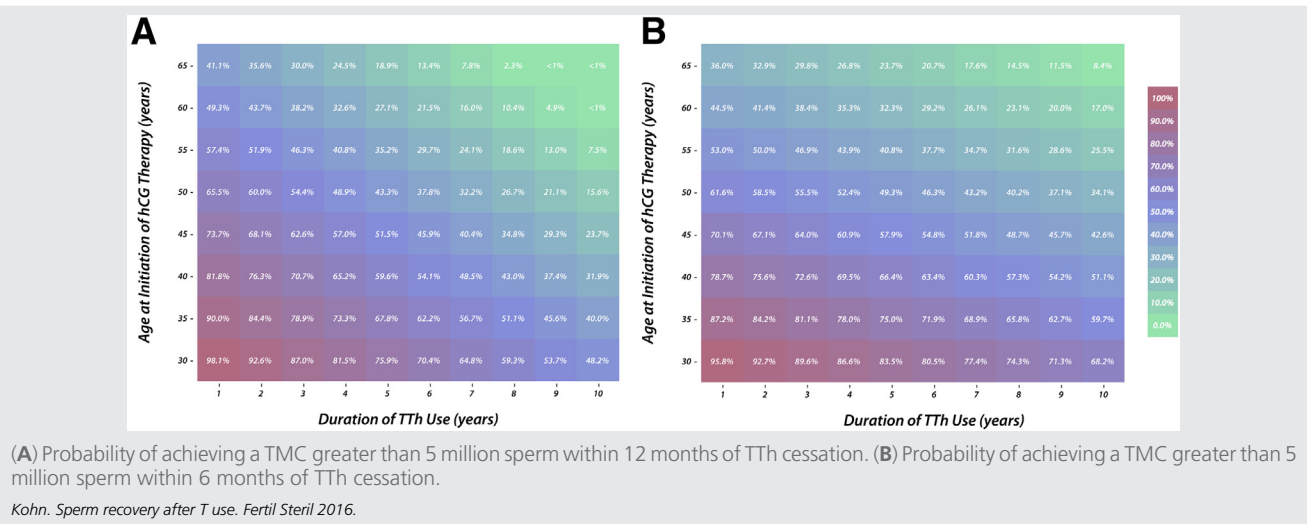 A
Age at Initiation of hCG Therapy (years)
65 - 41.1% 35.6% 30.0% 24.5% 18.9% 13.4% 7.8% 2.3% <1% <1%
60 - 49.3% 43.7% 38.2% 32.6% 27.1% 21.5% 16.0% 10.4% 4.9% <1%
55 - 57.4% 51.9% 46.3% 40.8% 35.2% 29.7% 24.1% 18.6% 13.0% 7.5%
50 - 65.5% 60.0% 54.4% 48.9% 43.3% 37.8% 32.2% 26.7% 21.1% 15.6%
45 - 73.7% 68.1% 62.6% 57.0% 51.5% 45.9% 40.4% 34.8% 29.3% 23.7%
40 - 81.8% 76.3% 70.7% 65.2% 59.6% 54.1% 48.5% 43.0% 37.4% 31.9%
35 - 90.0% 84.4% 78.9% 73.3% 67.8% 62.2% 56.7% 51.1% 45.6% 40.0%
30 - 98.1% 92.6% 87.0% 81.5% 75.9% 70.4% 64.8% 59.3% 53.7% 48.2%
1 2 3 4 5 6 7 8 9 10
Duration of TTh Use (years)
B
Age at Initiation of hCG Therapy (years)
65 - 36.0% 32.9% 29.8% 26.8% 23.7% 20.7% 17.6% 14.5% 11.5% 8.4%
60 - 44.5% 41.4% 38.4% 35.3% 32.3% 29.2% 26.1% 23.1% 20.0% 17.0%
55 - 53.0% 50.0% 46.9% 43.9% 40.8% 37.7% 34.7% 31.6% 28.6% 25.5%
50 - 61.6% 58.5% 55.5% 52.4% 49.3% 46.3% 43.2% 40.2% 37.1% 34.1%
45 - 70.1% 67.1% 64.0% 60.9% 57.9% 54.8% 51.8% 48.7% 45.7% 42.6%
40 - 78.7% 75.6% 72.6% 69.5% 66.4% 63.4% 60.3% 57.3% 54.2% 51.1%
35 - 87.2% 84.2% 81.1% 78.0% 75.0% 71.9% 68.9% 65.8% 62.7% 59.7%
30 - 95.8% 92.7% 89.6% 86.6% 83.5% 80.5% 77.4% 74.3% 71.3% 68.2%
1 2 3 4 5 6 7 8 9 10
Duration of TTh Use (years)
100%
90.0%
80.0%
70.0%
60.0%
50.0%
40.0%
30.0%
20.0%
10.0%
0.0%
(A) Probability of achieving a TMC greater than 5 million sperm within 12 months of TTh cessation. (B) Probability of achieving a TMC greater than 5
million sperm within 6 months of TTh cessation.
Kohn. Sperm recovery after T use. Fertil Steril 2016.